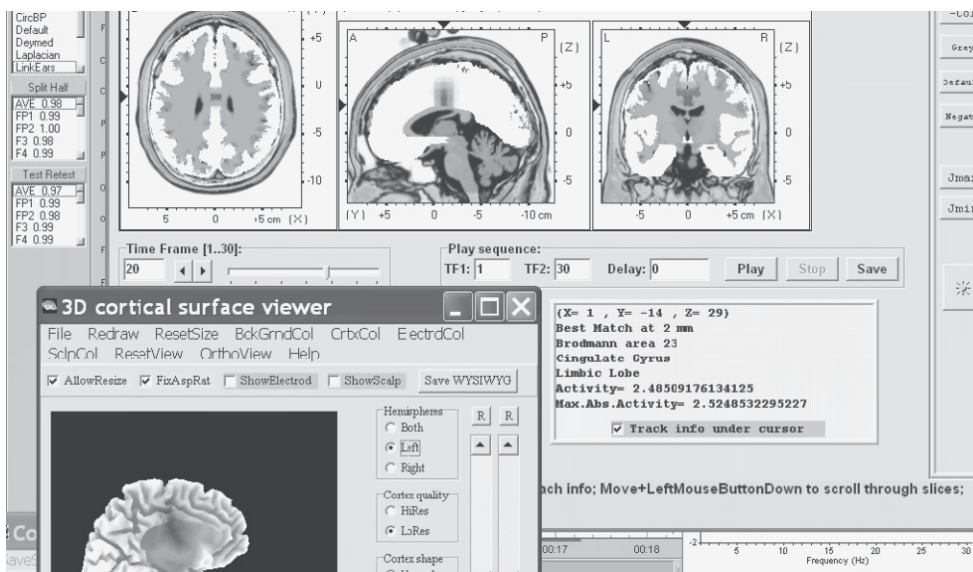 CircBP
Default
Deymed
Laplacian
LinkEars
Split Half
AVE 0.98
FP1 0.99
FP2 1.00
F3 0.98
F4 0.99
Test Retest
AVE 0.97
FP1 0.99
FP2 0.98
F3 0.99
F4 0.99
+5
0
-5
-10
5 0 +5 cm (X)
A P
(Z)
+5
0
-5
(Y) +5 0 -5 -10 cm
L R
(Z)
+5
0
-5
-5 0 +5 cm (X)
Grey
Jmax
Jmin
Time Frame [1..30]:
20
Play sequence:
TF1: 1 TF2: 30 Delay: 0 Play Stop Save
3D cortical surface viewer
File Redraw ResetSize BckGrndCol CrtxCol EectrdCol
SclpCol ResetView OrthoView Help
AllowResize FixAspRat ShowElectrod ShowScalp Save WYSIWYG
Hemispheres
Both
Left
Right
R R
Cortex quality
HiRes
LoRes
Cortex shape
(X= 1 , Y= -14 , Z= 29)
Best Match at 2 mm
Brodmann area 23
Cingulate Gyrus
Limbic Lobe
Activity= 2.48509176134125
Max.Abs.Activity= 2.5248532295227
Track info under cursor
ach info; Move+LeftMouseButtonDown to scroll through slices;
Co
00:17 00:18
-2
5 10 15 20 25 30
Frequency (Hz)